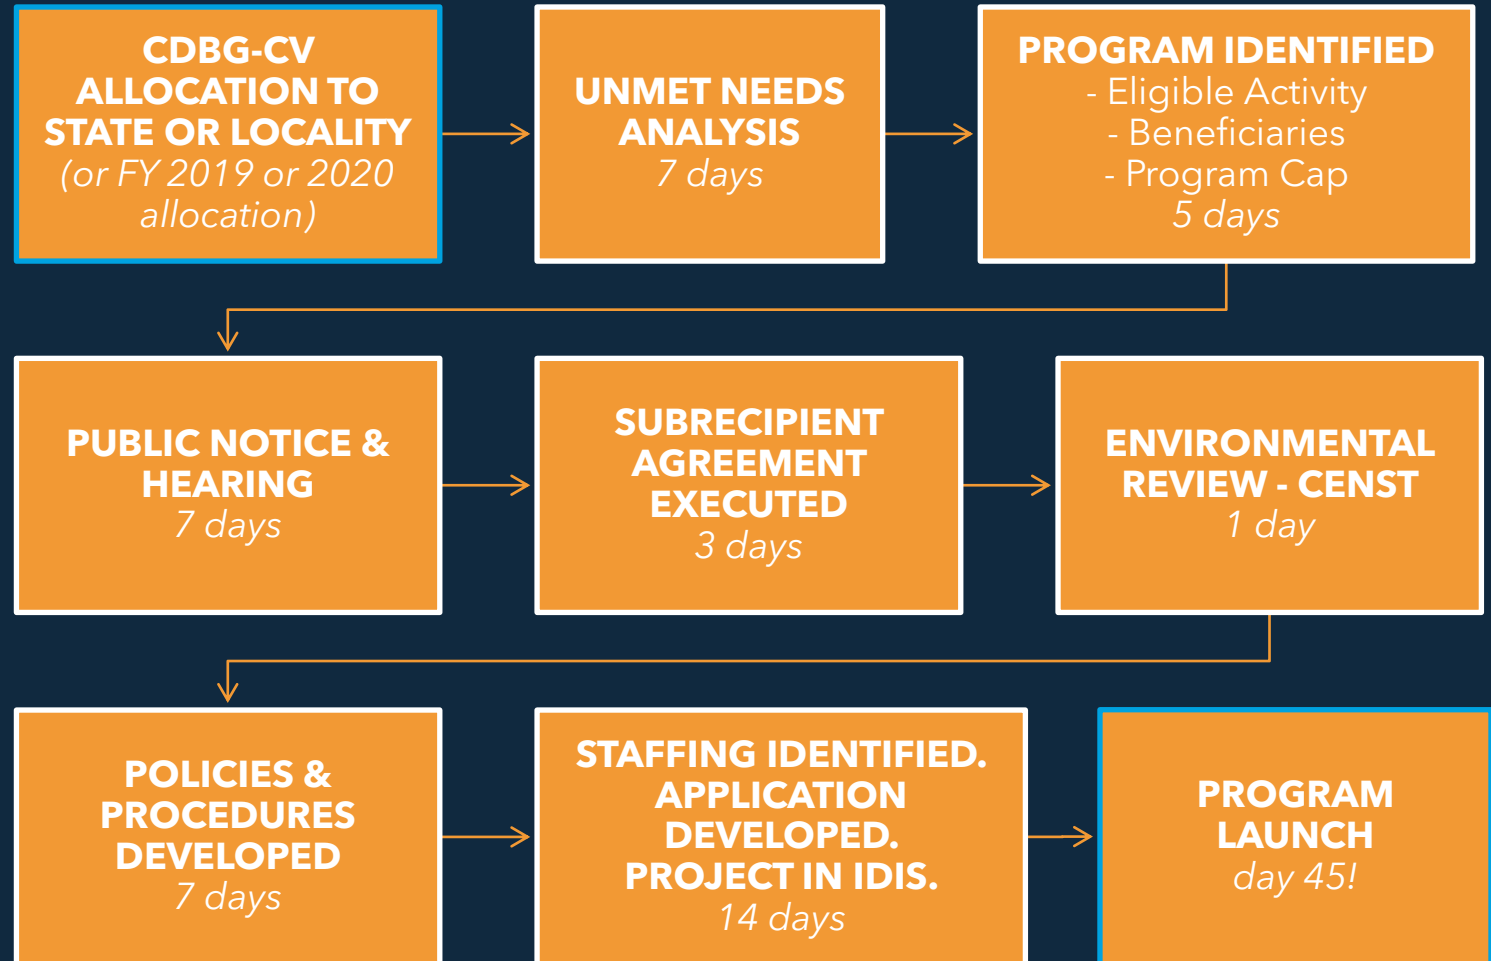 CDBG-CV
ALLOCATION TO
STATE OR LOCALITY
(or FY 2019 or 2020
allocation)
UNMET NEEDS
ANALYSIS
7 days
PROGRAM IDENTIFIED
- Eligible Activity
- Beneficiaries
- Program Cap
5 days
PUBLIC NOTICE &
HEARING
7 days
SUBRECIPIENT
AGREEMENT
EXECUTED
3 days
ENVIRONMENTAL
REVIEW - CENST
1 day
POLICIES &
PROCEDURES
DEVELOPED
7 days
STAFFING IDENTIFIED.
APPLICATION
DEVELOPED.
PROJECT IN IDIS.
14 days
PROGRAM
LAUNCH
day 45!